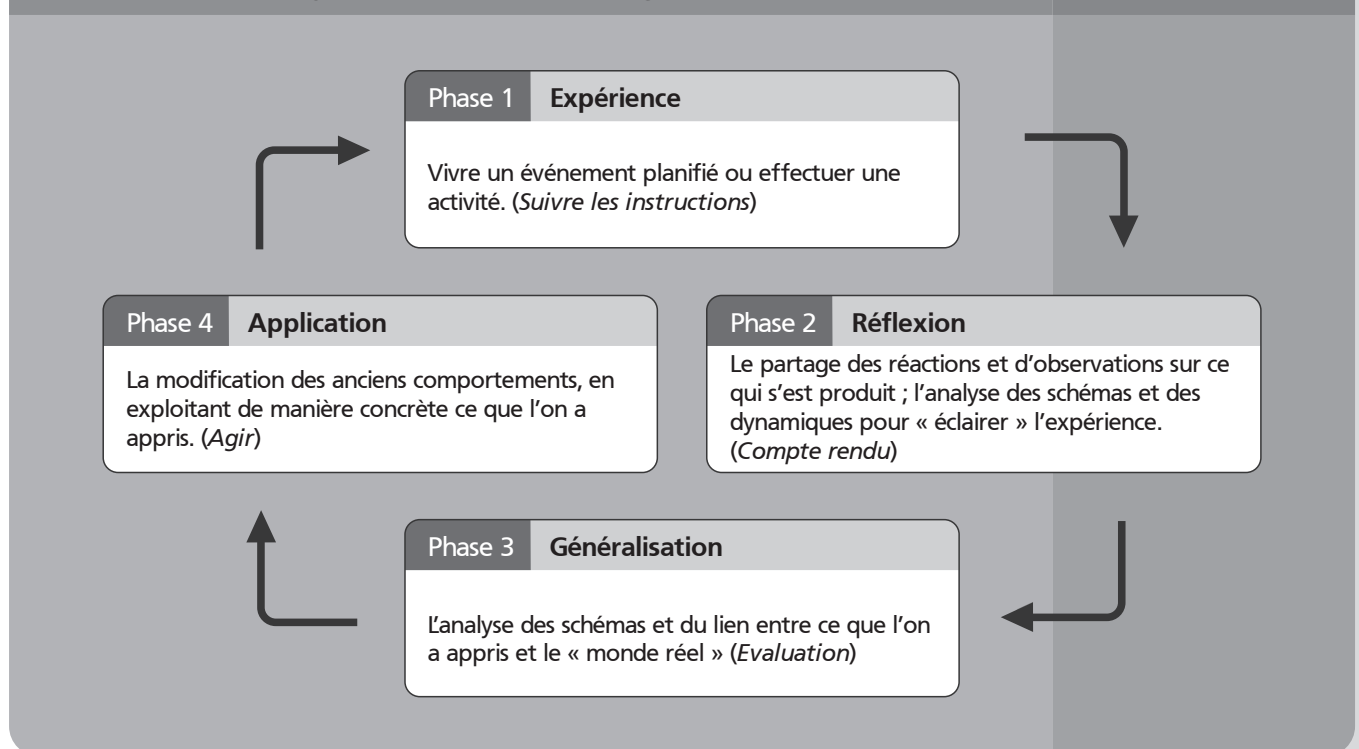 Phase 1 Expérience
Vivre un événement planifié ou effectuer une
activité. (Suivre les instructions)
Phase 4 Application
La modification des anciens comportements, en
exploitant de manière concrète ce que l'on a
appris. (Agir)
Phase 2 Réflexion
Le partage des réactions et d'observations sur ce
qui s'est produit ; l'analyse des schémas et des
dynamiques pour « éclairer » l'expérience.
(Compte rendu)
Phase 3 Généralisation
L'analyse des schémas et du lien entre ce que l'on
a appris et le « monde réel » (Evaluation)